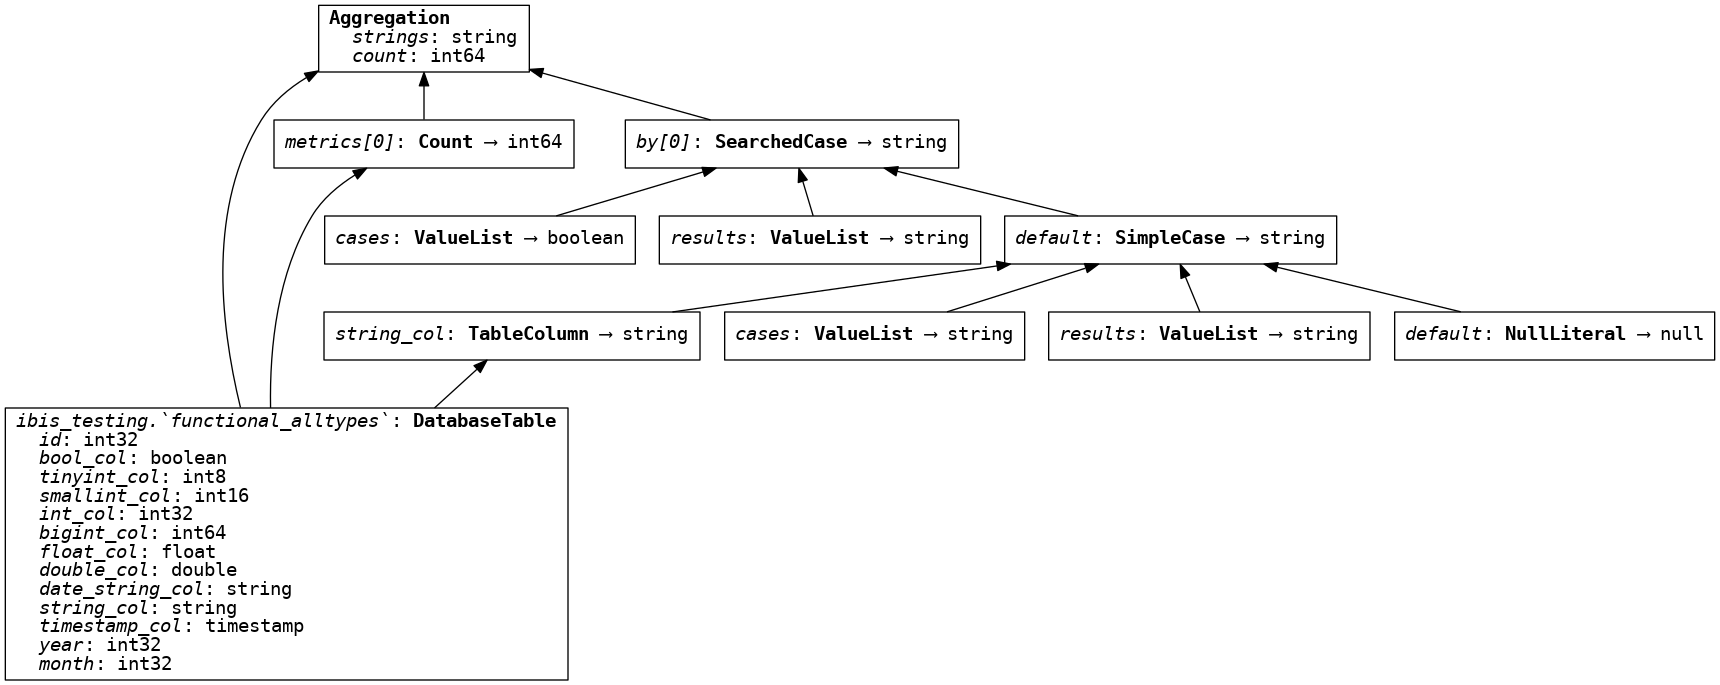 Aggregation
strings: string
count: int64
metrics[0]: Count → int64
by[0]: SearchedCase → string
cases: ValueList → boolean
results: ValueList → string
default: SimpleCase → string
string_col: TableColumn → string
cases: ValueList → string
results: ValueList → string
default: NullLiteral → null
ibis_testing.`functional_alltypes`: DatabaseTable
id: int32
bool_col: boolean
tinyint_col: int8
smallint_col: int16
int_col: int32
bigint_col: int64
float_col: float
double_col: double
date_string_col: string
string_col: string
timestamp_col: timestamp
year: int32
month: int32